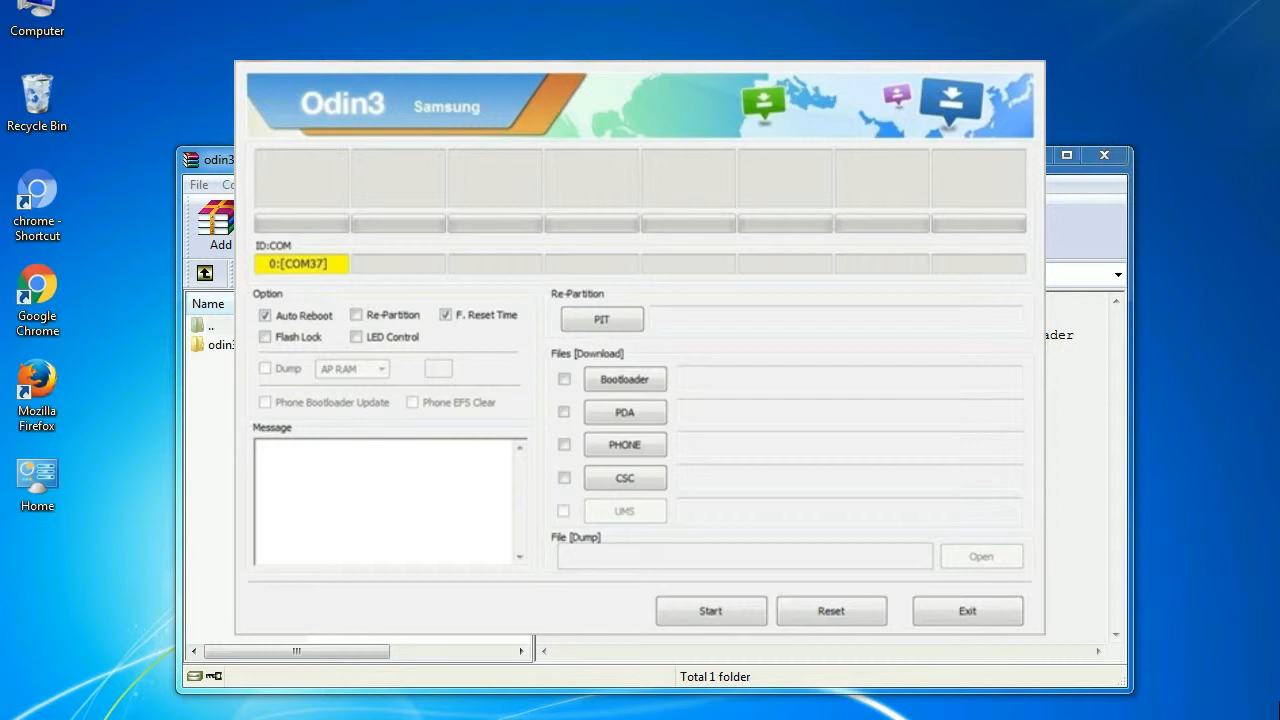 Computer
Recycle Bin
chrome -
Shortcut
Google
Chrome
Mozilla
Firefox
Home
odin3
File
Add
Name
..
odin3
ader
Total 1 folder
Odin3 Samsung
ID:COM
0:[COM37]
Option
Auto Reboot Re-Partition F. Reset Time
Flash Lock LED Control
Dump AP RAM
Phone Bootloader Update Phone EFS Clear
Message
Re-Partition
PIT
Files [Download]
Bootloader
PDA
PHONE
CSC
UMS
File [Dump]
Open
Start Reset Exit